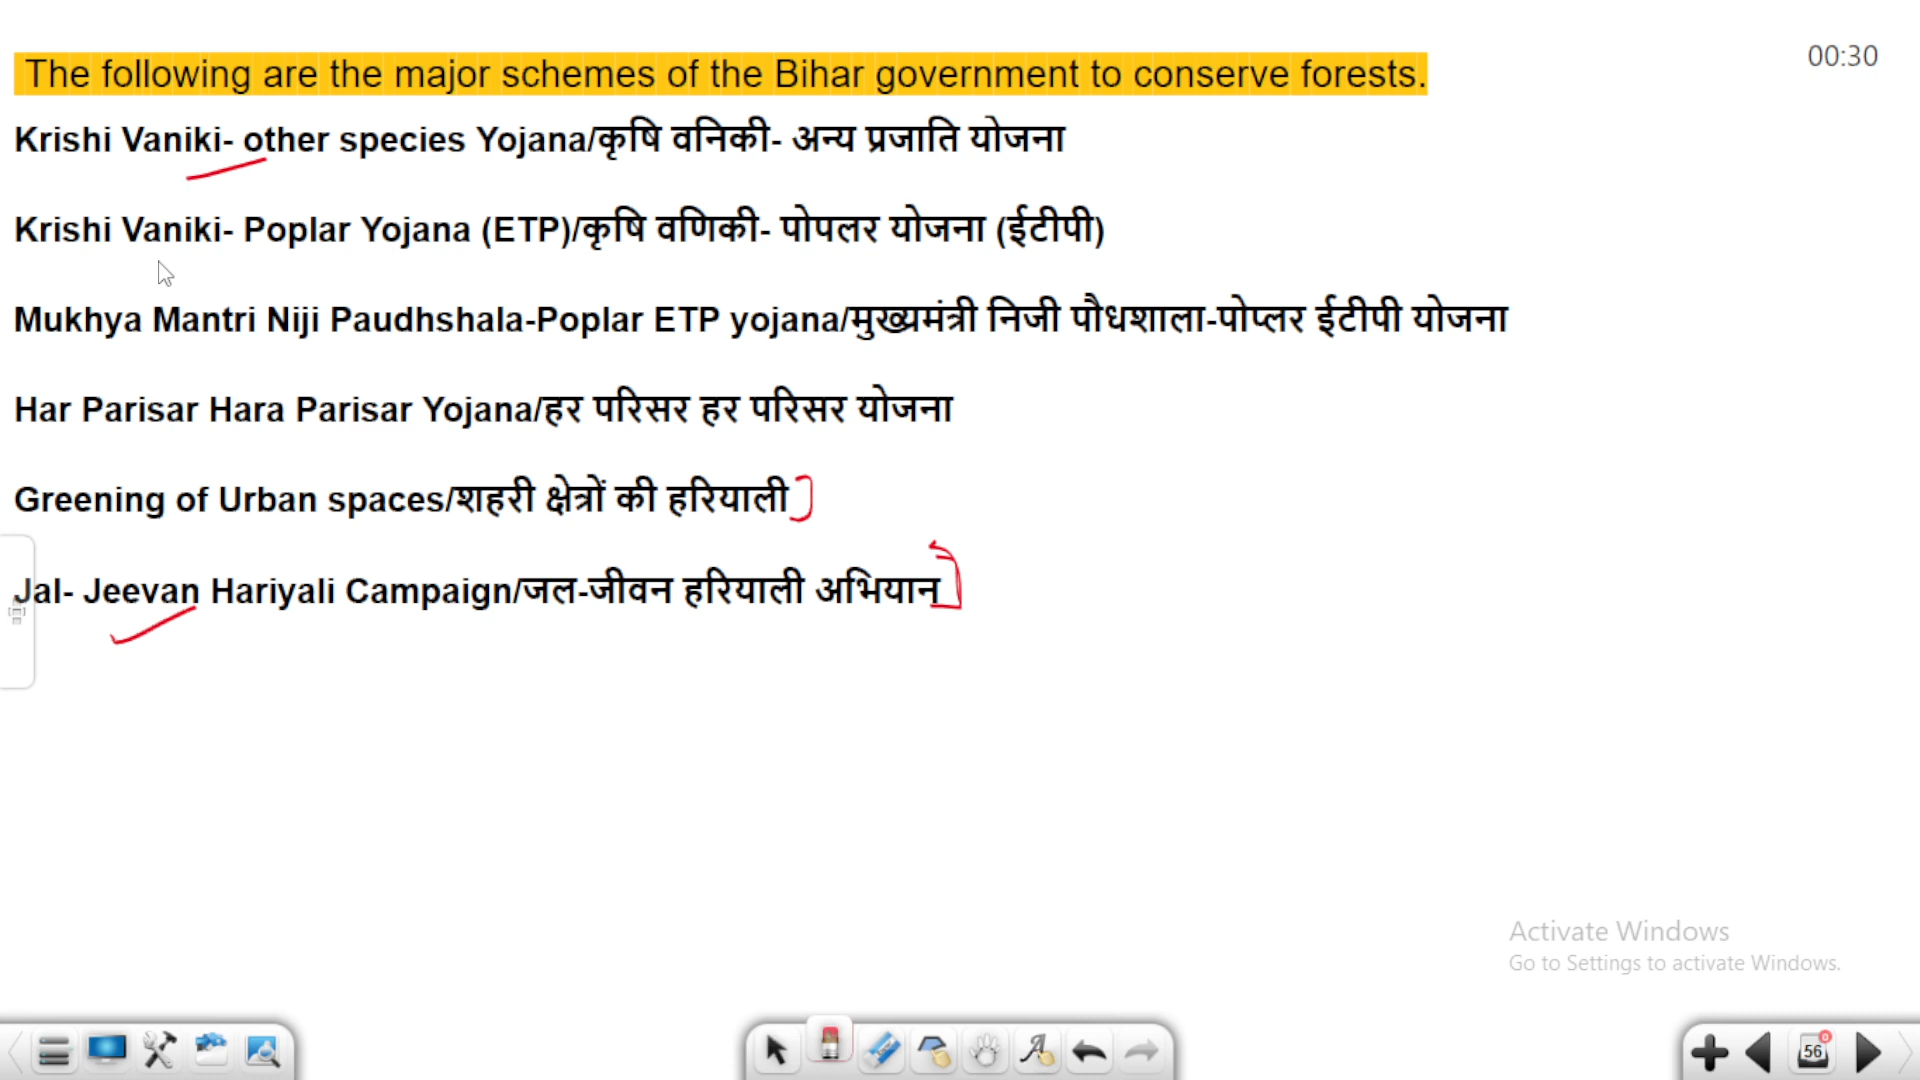 The following are the major schemes of the Bihar government to conserve forests.
00:30
Krishi Vaniki- other species Yojana/कृषि वनिकी- अन्य प्रजाति योजना
Krishi Vaniki- Poplar Yojana (ETP)/कृषि वणिकी- पोपलर योजना (ईटीपी)
Mukhya Mantri Niji Paudhshala-Poplar ETP yojana/मुख्यमंत्री निजी पौधशाला-पोप्लर ईटीपी योजना
Har Parisar Hara Parisar Yojana/हर परिसर हर परिसर योजना
Greening of Urban spaces/शहरी क्षेत्रों की हरियाली
Jal- Jeevan Hariyali Campaign/जल-जीवन हरियाली अभियान
Activate Windows
Go to Settings to activate Windows.
56
0